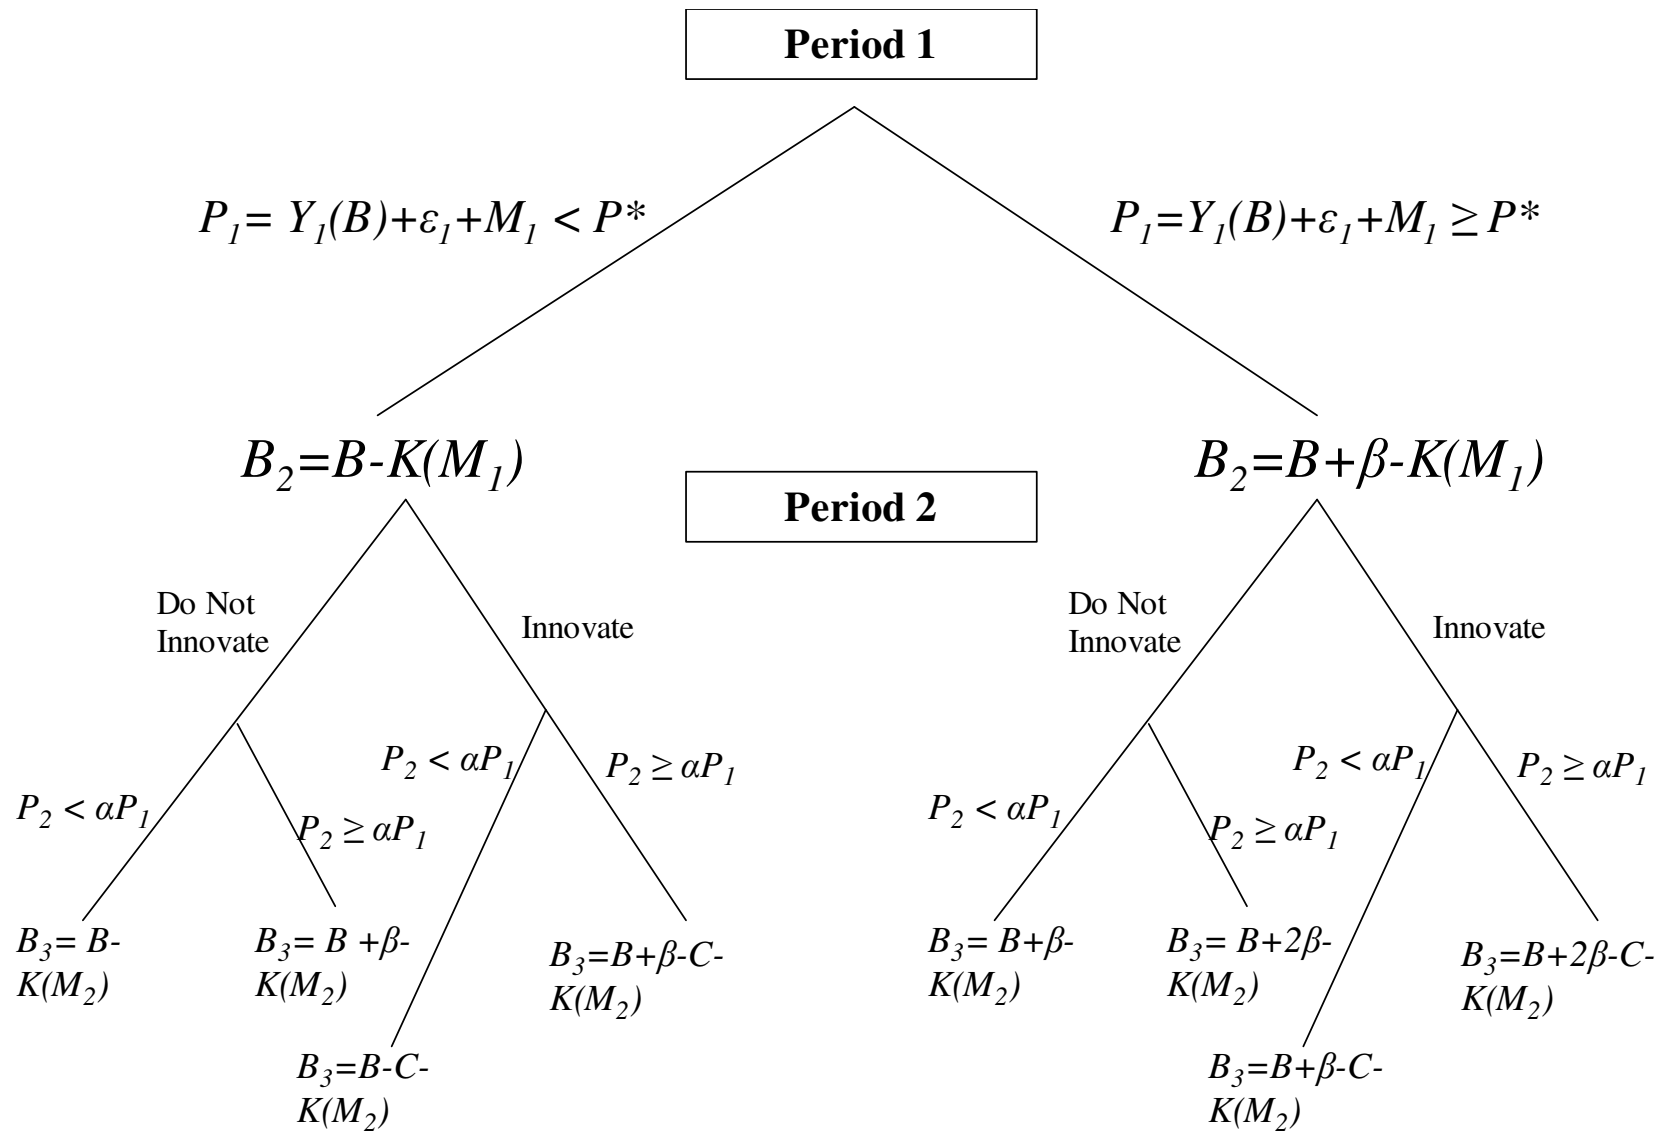 Period 1
P₁= Y₁(B)+ε₁+M₁ < P*
P₁=Y₁(B)+ε₁+M₁ ≥ P*
B₂=B-K(M₁)
B₂=B+β-K(M₁)
Period 2
Do Not
Innovate
Innovate
Do Not
Innovate
Innovate
P₂ < αP₁
P₂ ≥ αP₁
P₂ < αP₁
P₂ ≥ αP₁
P₂ < αP₁
P₂ ≥ αP₁
P₂ < αP₁
P₂ ≥ αP₁
B₃= B-
K(M₂)
B₃= B +β-
K(M₂)
B₃=B+β-C-
K(M₂)
B₃= B+β-
K(M₂)
B₃= B+2β-
K(M₂)
B₃=B+2β-C-
K(M₂)
B₃=B-C-
K(M₂)
B₃=B+β-C-
K(M₂)